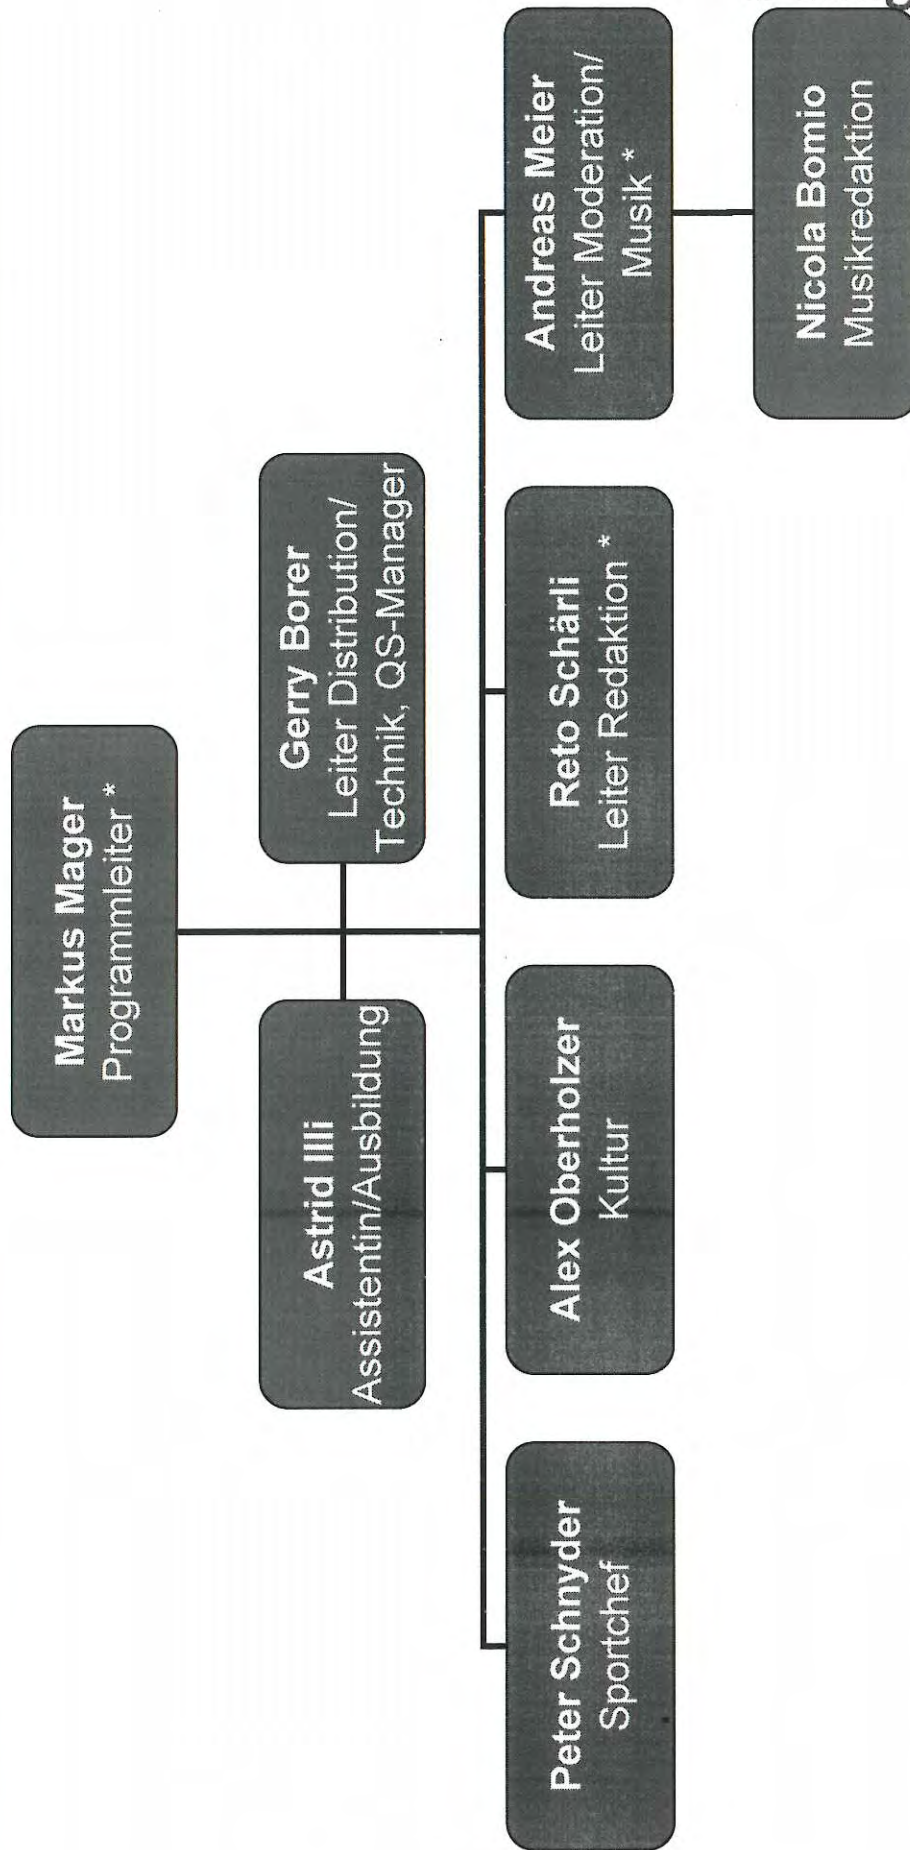 Markus Mager
Programmleiter *
Astrid Illi
Assistentin/Ausbildung
Gerry Borer
Leiter Distribution/
Technik, QS-Manager
Peter Schnyder
Sportchef
Alex Oberholzer
Kultur
Reto Schärli
Leiter Redaktion *
Andreas Meier
Leiter Moderation/
Musik *
Nicola Bomio
Musikredaktion